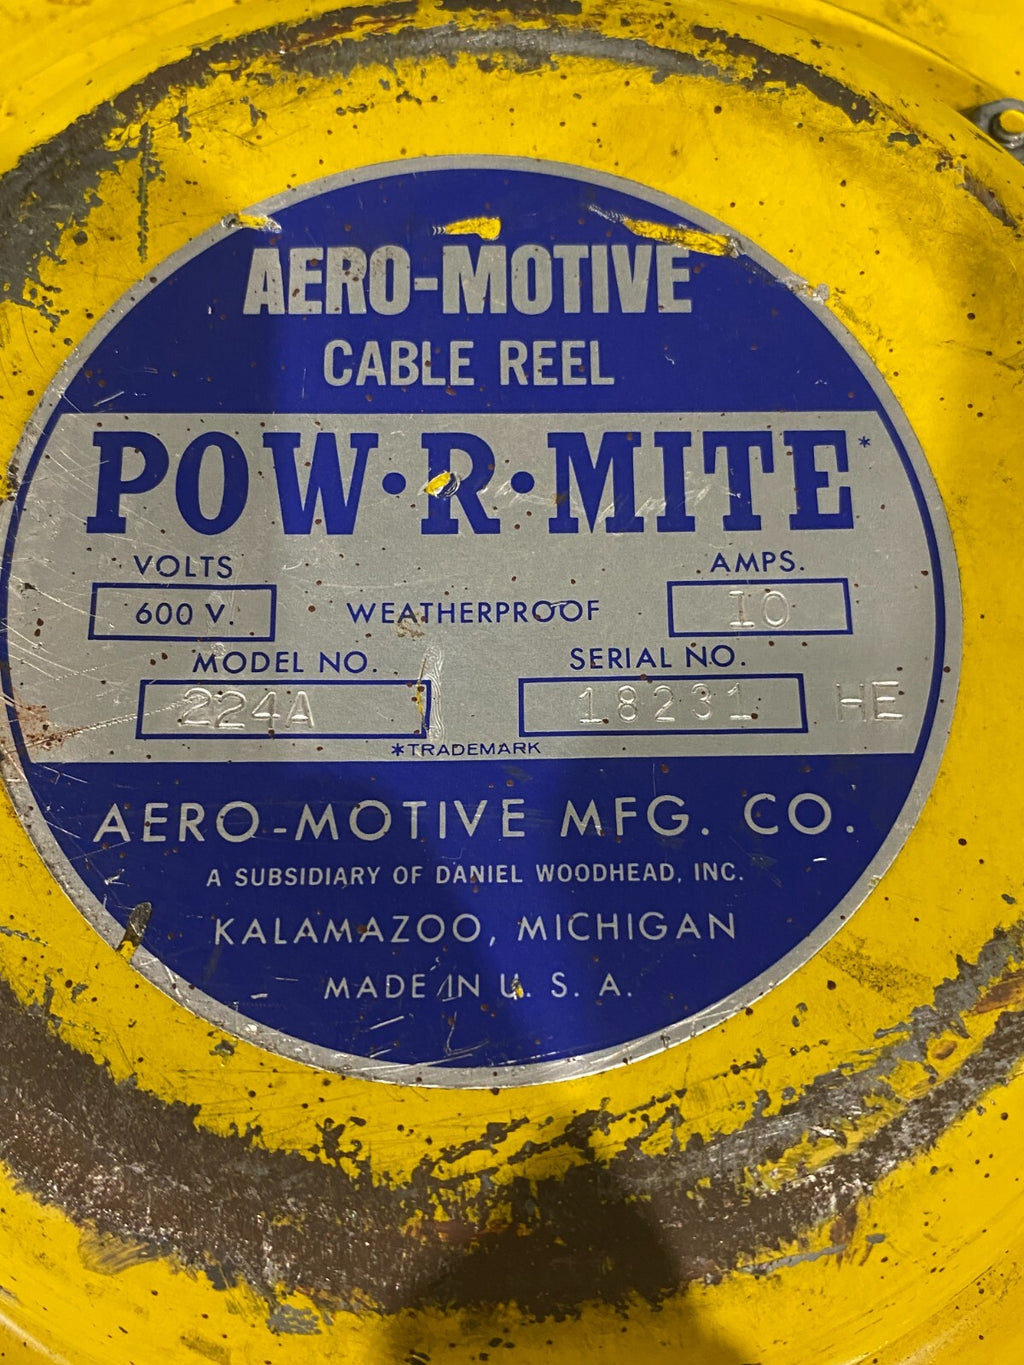 AERO-MOTIVE
CABLE REEL
POW·R·MITE*
VOLTS AMPS.
600 V. WEATHERPROOF 10
MODEL NO. SERIAL NO.
224A 18231 HE
*TRADEMARK
AERO-MOTIVE MFG. CO.
A SUBSIDIARY OF DANIEL WOODHEAD, INC.
KALAMAZOO, MICHIGAN
MADE IN U. S. A.